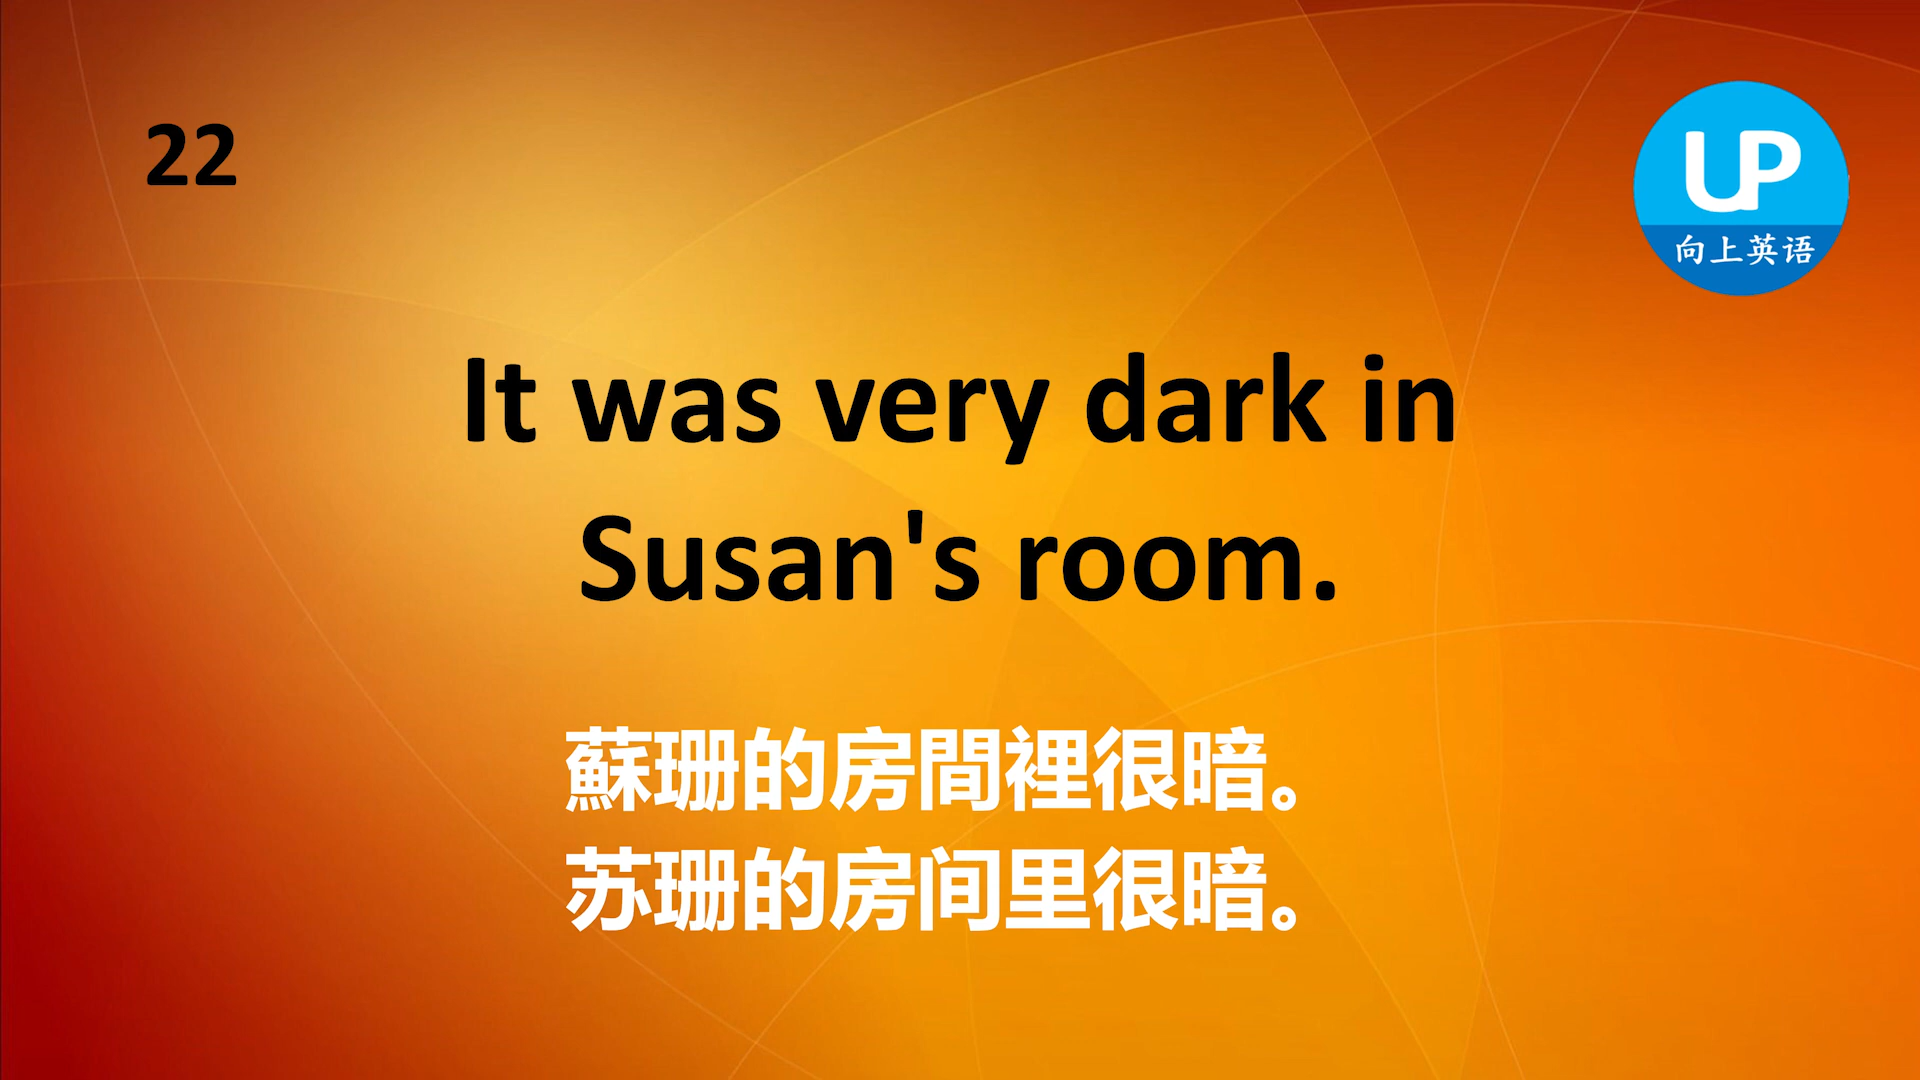 22
UP
向上英语
It was very dark in
Susan's room.
蘇珊的房間裡很暗。
苏珊的房间里很暗。